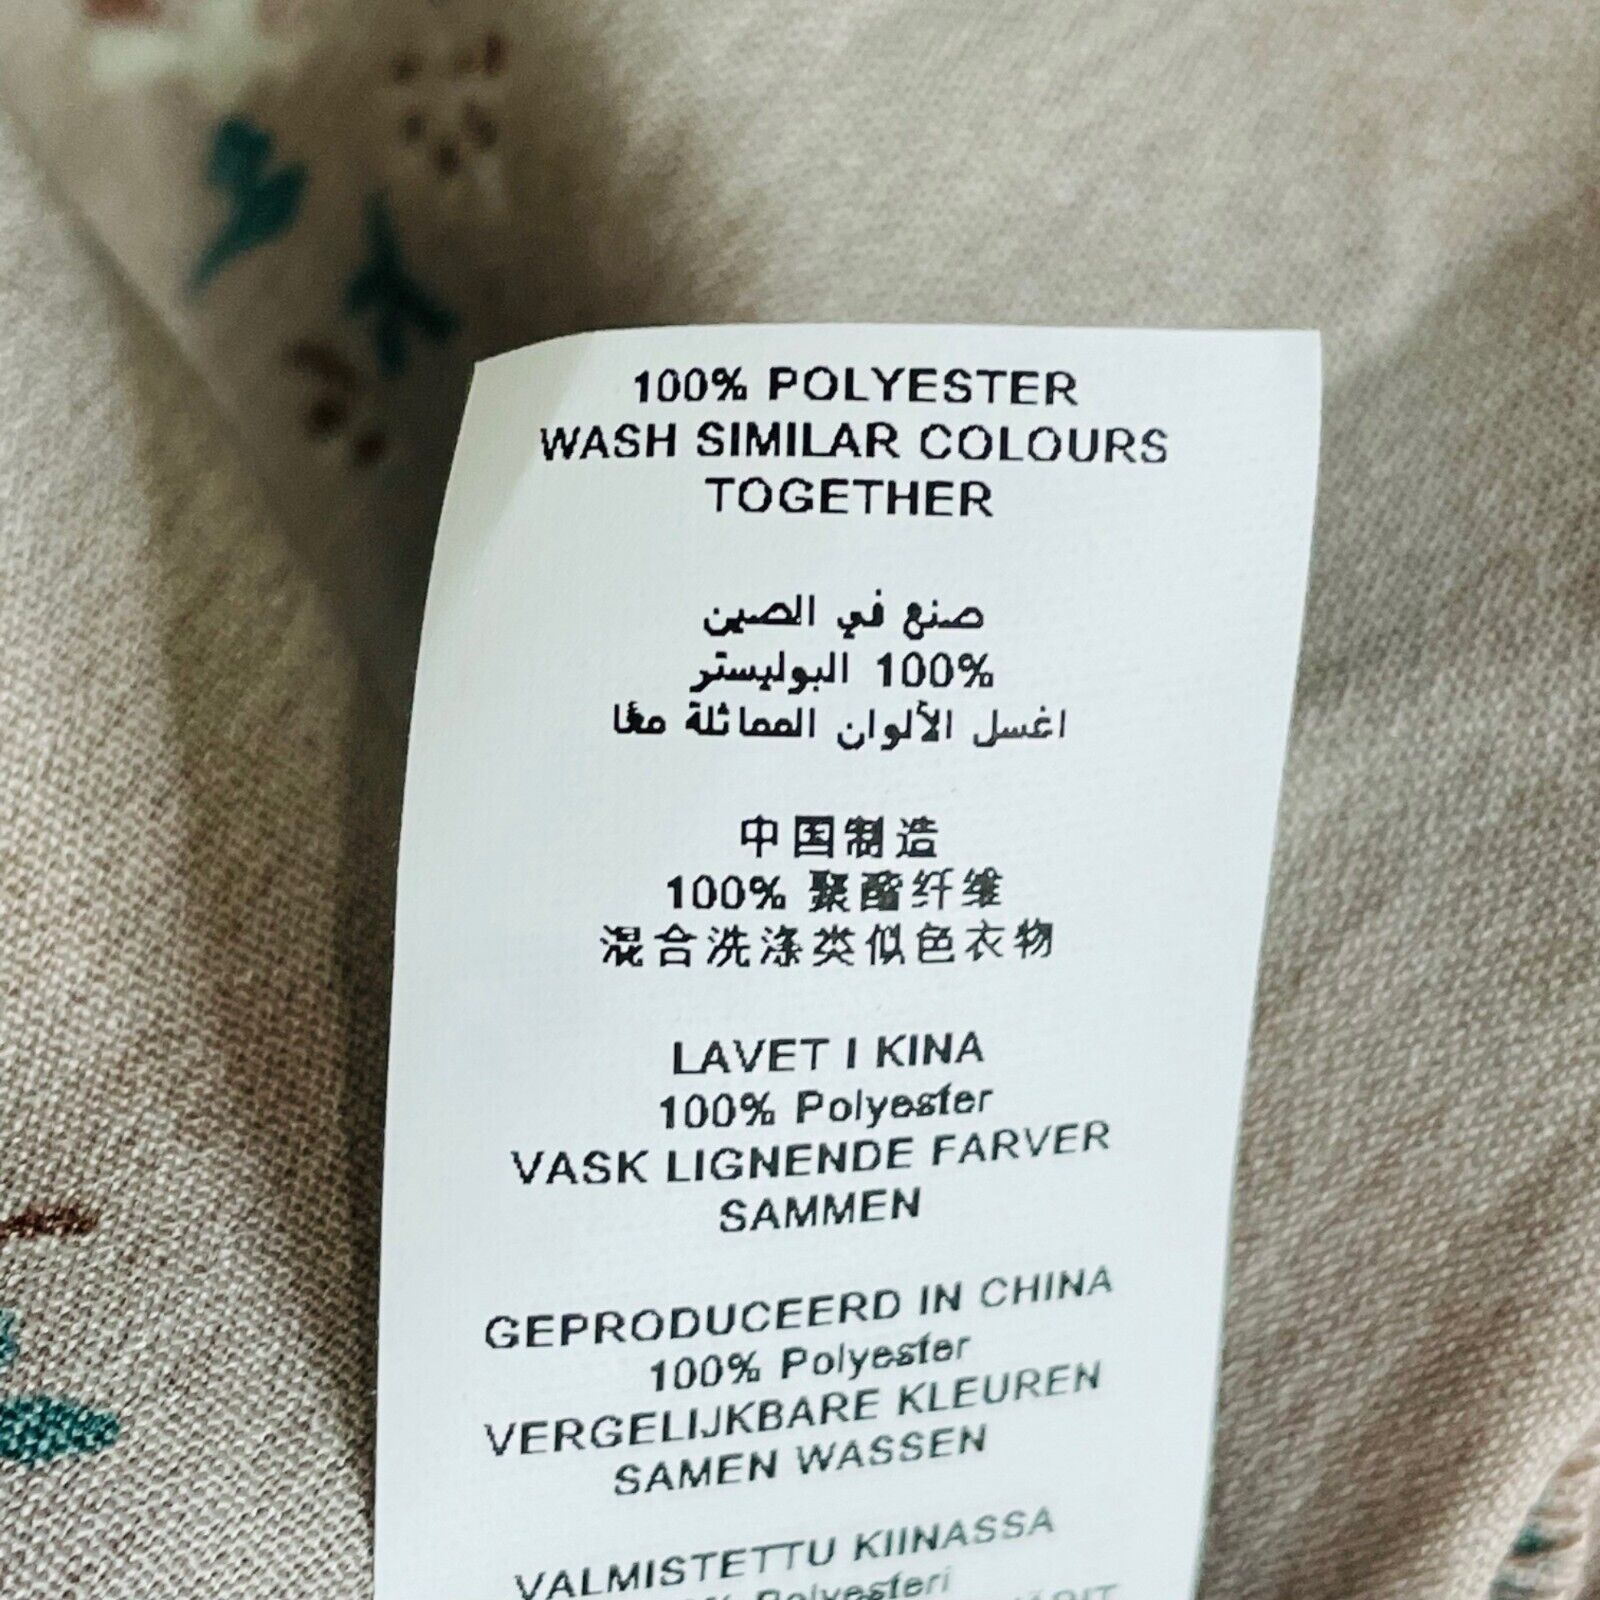 100% POLYESTER
WASH SIMILAR COLOURS
TOGETHER
صنع في الصين
100% البوليستر
اغسل الألوان المماثلة معًا
中国制造
100% 聚酯纤维
混合洗涤类似色衣物
LAVET I KINA
100% Polyester
VASK LIGNENDE FARVER
SAMMEN
GEPRODUCEERD IN CHINA
100% Polyester
VERGELIJKBARE KLEUREN
SAMEN WASSEN
VALMISTETTU KIINASSA
% Polyesteri